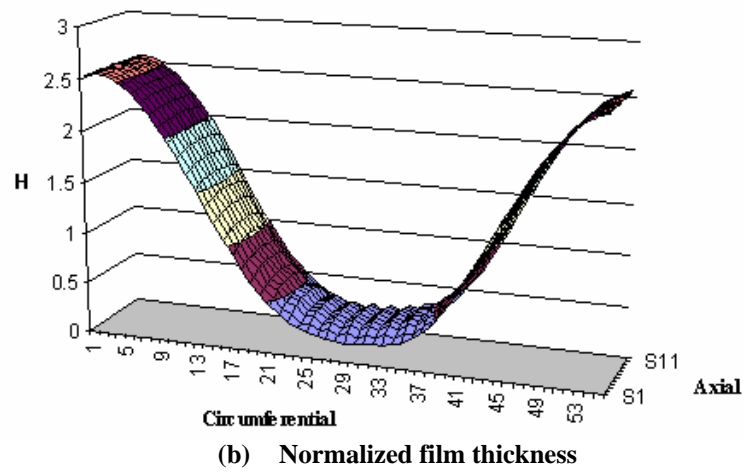 3
2.5
2
1.5
1
0.5
0
H
1 5 9 13 17 21 25 29 33 37 41 45 49 53
S11
S1
Axial
Circumferential
(b) Normalized film thickness